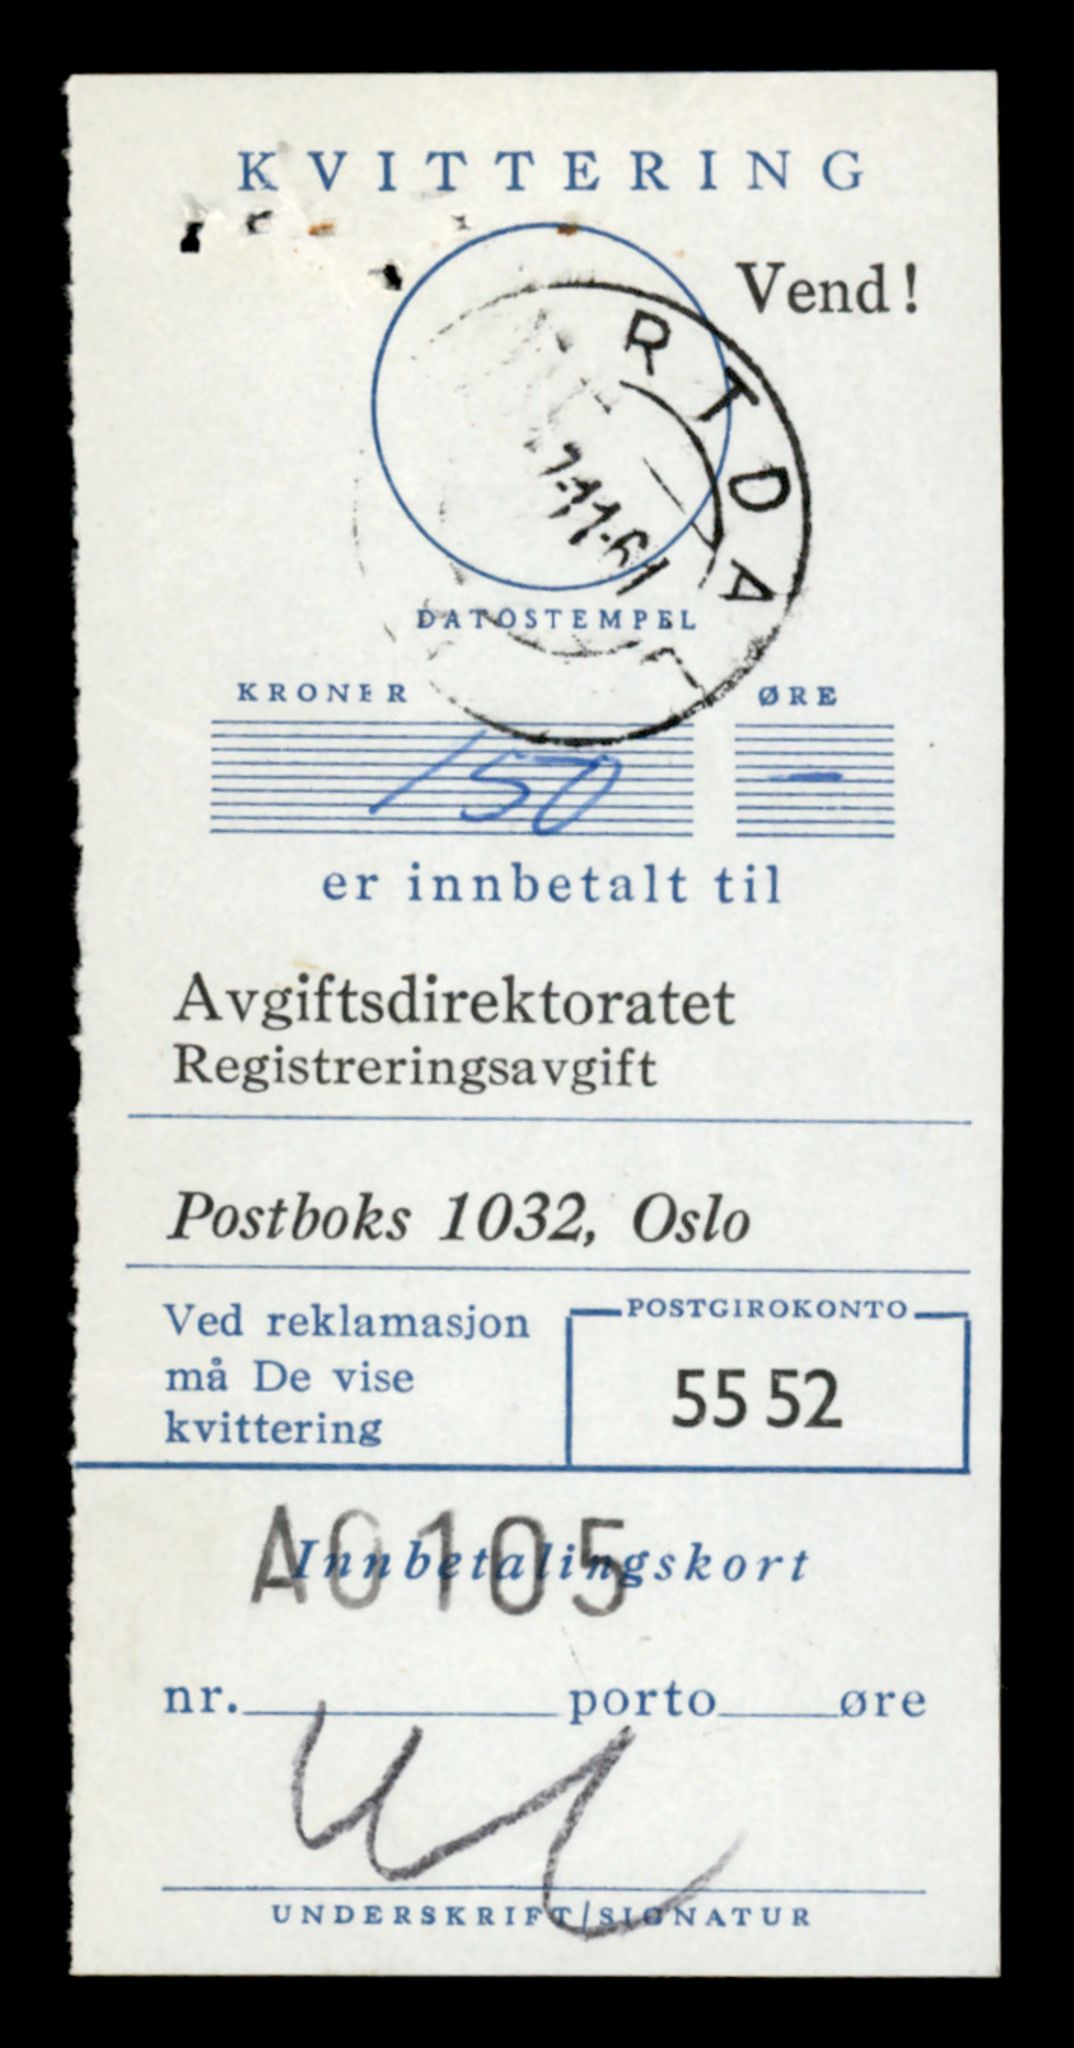 KVITTERING
Vend!
RTDA
7.11.61
DATOSTEMPEL
KRONER ØRE
150 —
er innbetalt til
Avgiftsdirektoratet
Registreringsavgift
Postboks 1032, Oslo
Ved reklamasjon
må De vise
kvittering
POSTGIROKONTO
55 52
A0105
Innbetalingskort
nr. porto øre
UNDERSKRIFT/SIGNATUR